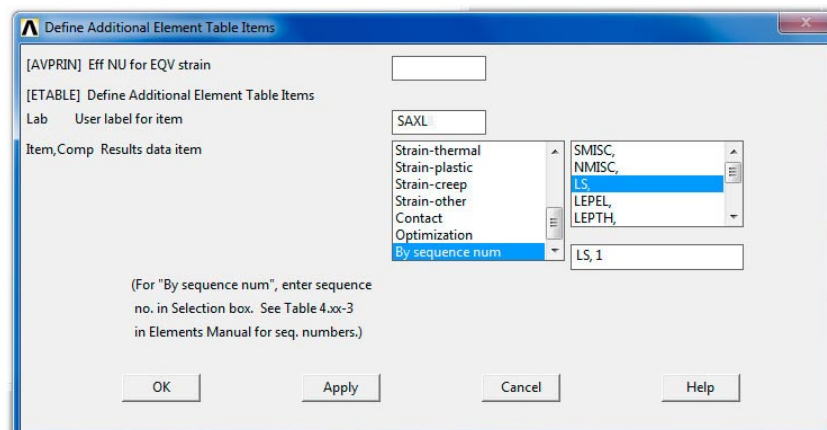 Define Additional Element Table Items
[AVPRIN] Eff NU for EQV strain
[ETABLE] Define Additional Element Table Items
Lab User label for item SAXL
Item,Comp Results data item
Strain-thermal
Strain-plastic
Strain-creep
Strain-other
Contact
Optimization
By sequence num
SMISC,
NMISC,
LS,
LEPEL,
LEPTH,
LS, 1
(For "By sequence num", enter sequence
no. in Selection box. See Table 4.xx-3
in Elements Manual for seq. numbers.)
OK Apply Cancel Help